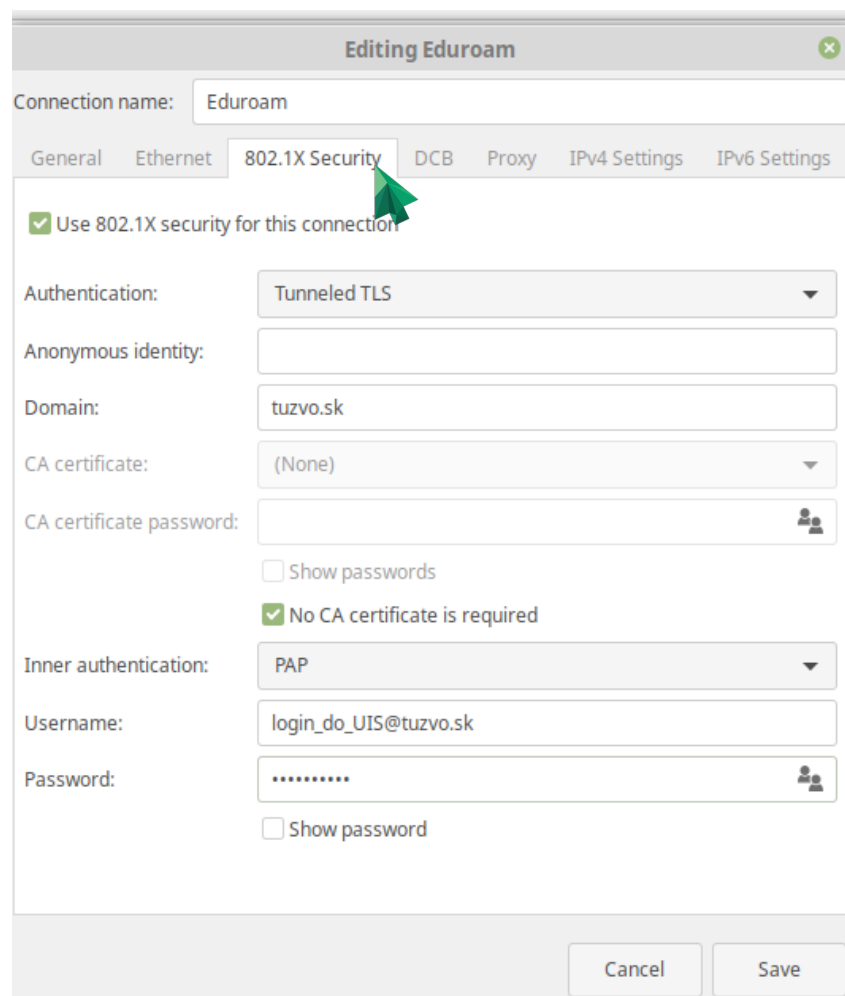 Editing Eduroam
Connection name: Eduroam
General Ethernet 802.1X Security DCB Proxy IPv4 Settings IPv6 Settings
Use 802.1X security for this connection
Authentication: Tunneled TLS
Anonymous identity:
Domain: tuzvo.sk
CA certificate: (None)
CA certificate password:
Show passwords
No CA certificate is required
Inner authentication: PAP
Username: login_do_UIS@tuzvo.sk
Password: ••••••••••
Show password
Cancel Save